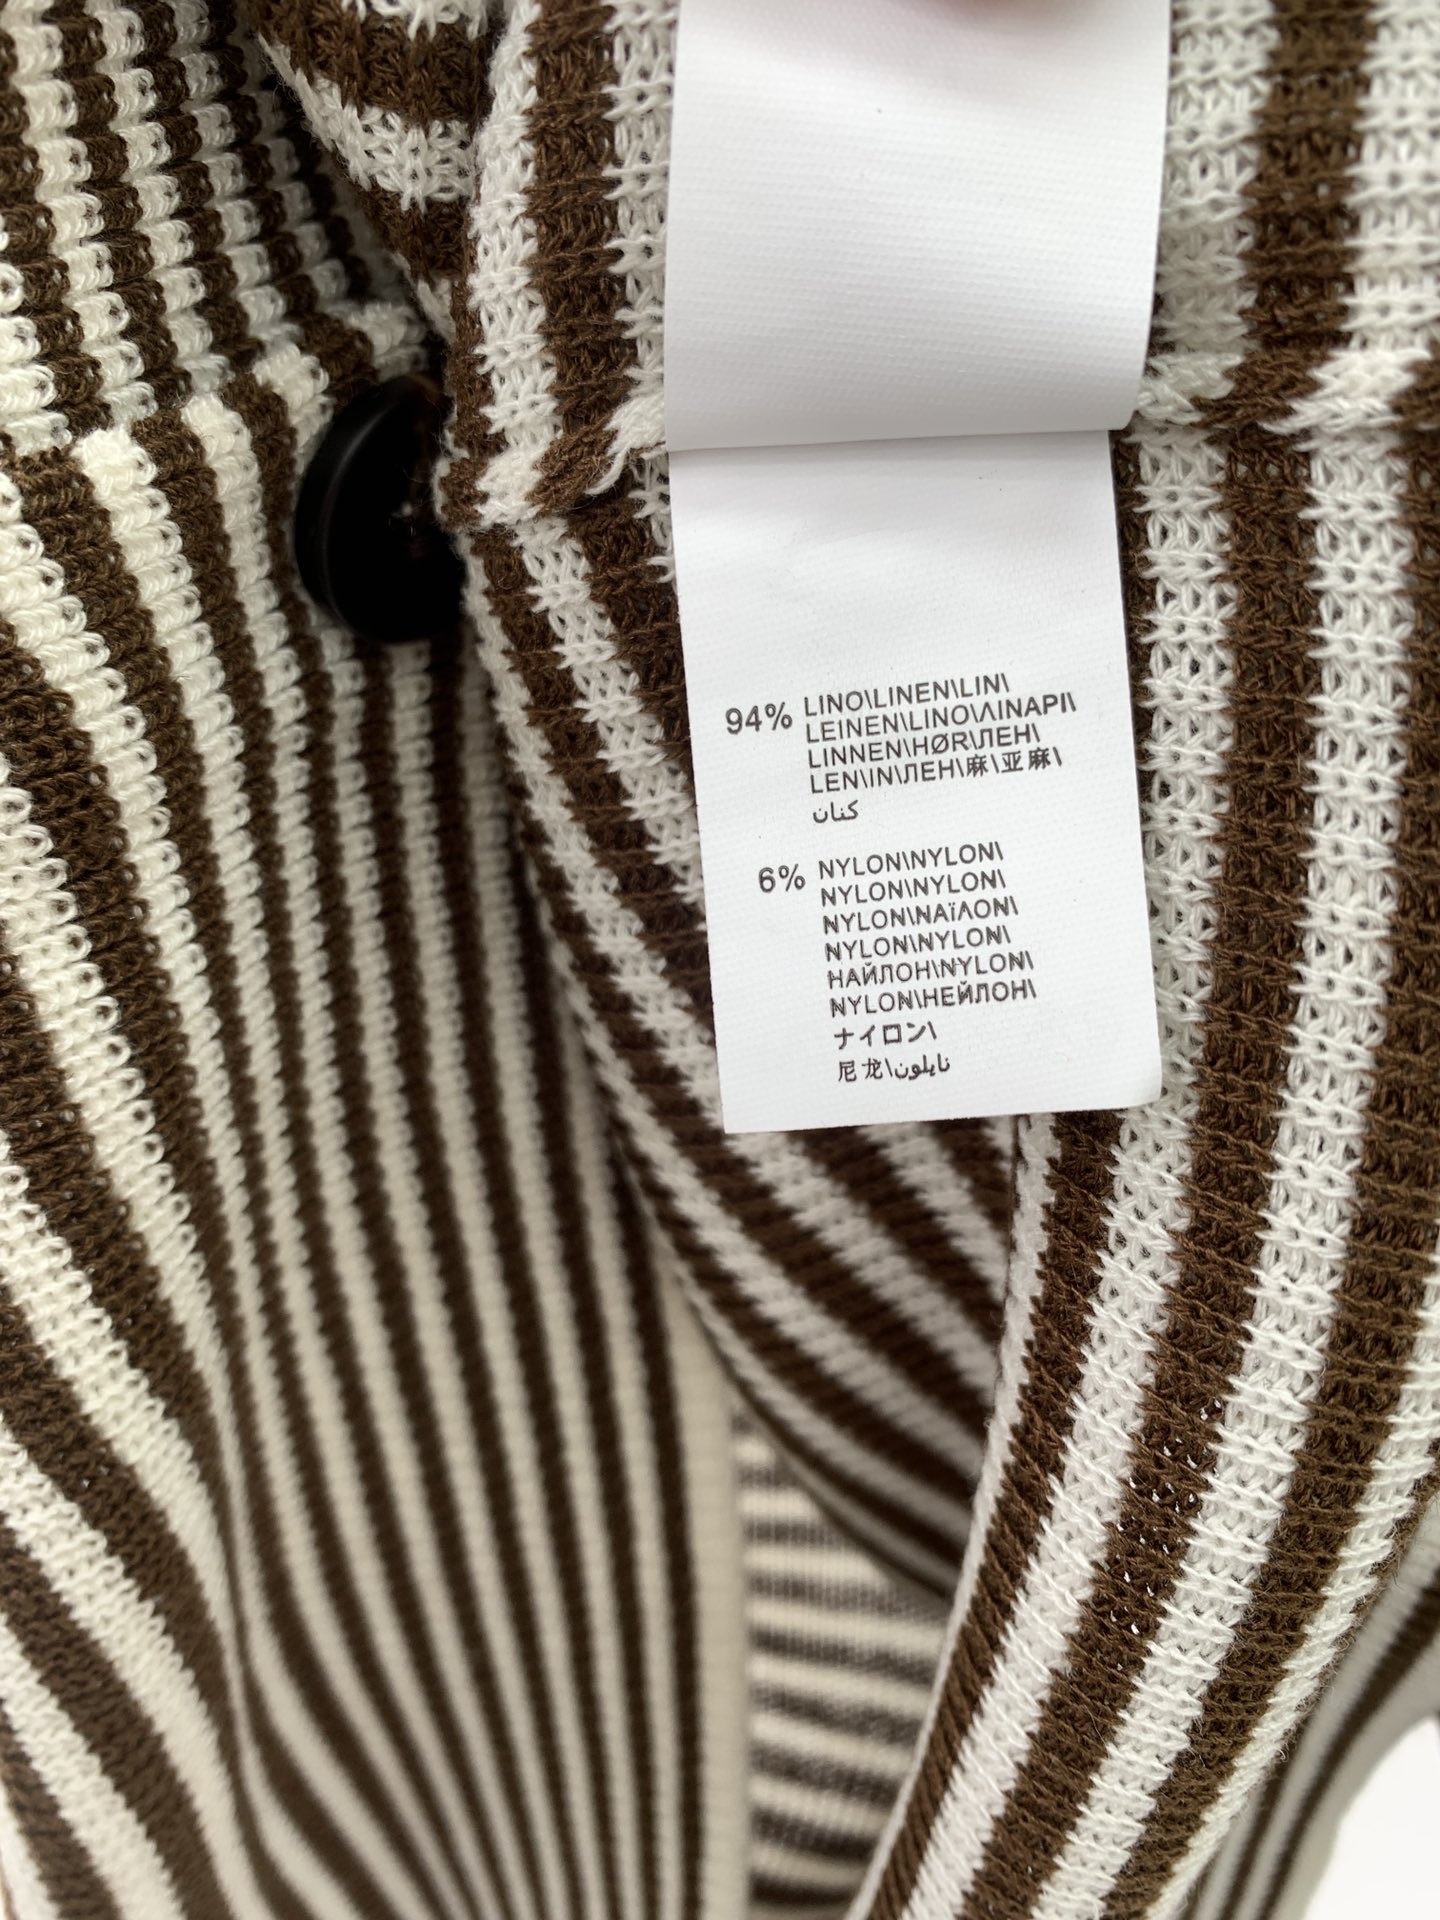 94% LINO\LINEN\LIN\
LEINEN\LINO\ΛΙΝΑΡΙ\
LINNEN\HØR\ЛЕН\
LEN\IN\ЛЕН\麻\亚麻\
كتان
6% NYLON\NYLON\
NYLON\NYLON\
NYLON\ΝΑϊΛΟΝ\
NYLON\NYLON\
НАЙЛОН\NYLON\
NYLON\НЕЙЛОН\
ナイロン\
尼龙\نايلون